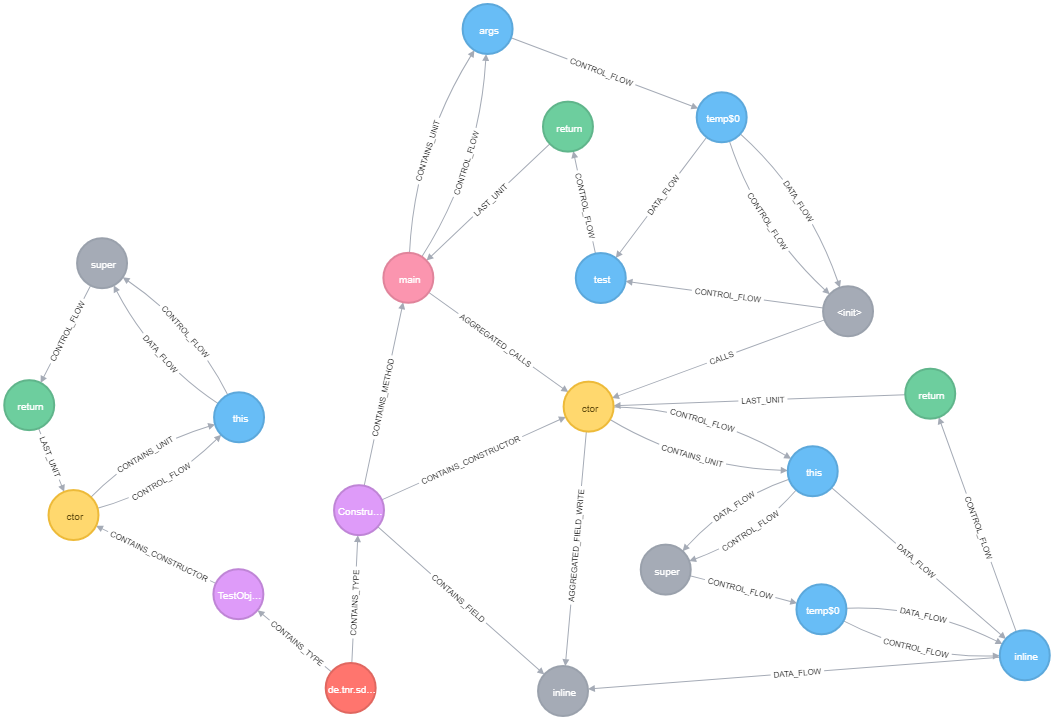 args
CONTROL_FLOW
temp$0
return
CONTAINS_UNIT
CONTROL_FLOW
LAST_UNIT
CONTROL_FLOW
DATA_FLOW
CONTROL_FLOW
DATA_FLOW
super
main
test
CONTROL_FLOW
<init>
CONTROL_FLOW
DATA_FLOW
CONTROL_FLOW
AGGREGATED_CALLS
CALLS
return
this
CONTAINS_METHOD
ctor
LAST_UNIT
return
CONTROL_FLOW
LAST_UNIT
CONTAINS_UNIT
CONTROL_FLOW
CONTAINS_CONSTRUCTOR
CONTAINS_UNIT
this
ctor
Constru...
DATA_FLOW
CONTROL_FLOW
CONTROL_FLOW
CONTAINS_CONSTRUCTOR
AGGREGATED_FIELD_WRITE
DATA_FLOW
super
CONTROL_FLOW
TestObj...
CONTAINS_TYPE
CONTAINS_FIELD
temp$0
DATA_FLOW
CONTROL_FLOW
CONTAINS_TYPE
inline
DATA_FLOW
de.tnr.sd...
inline